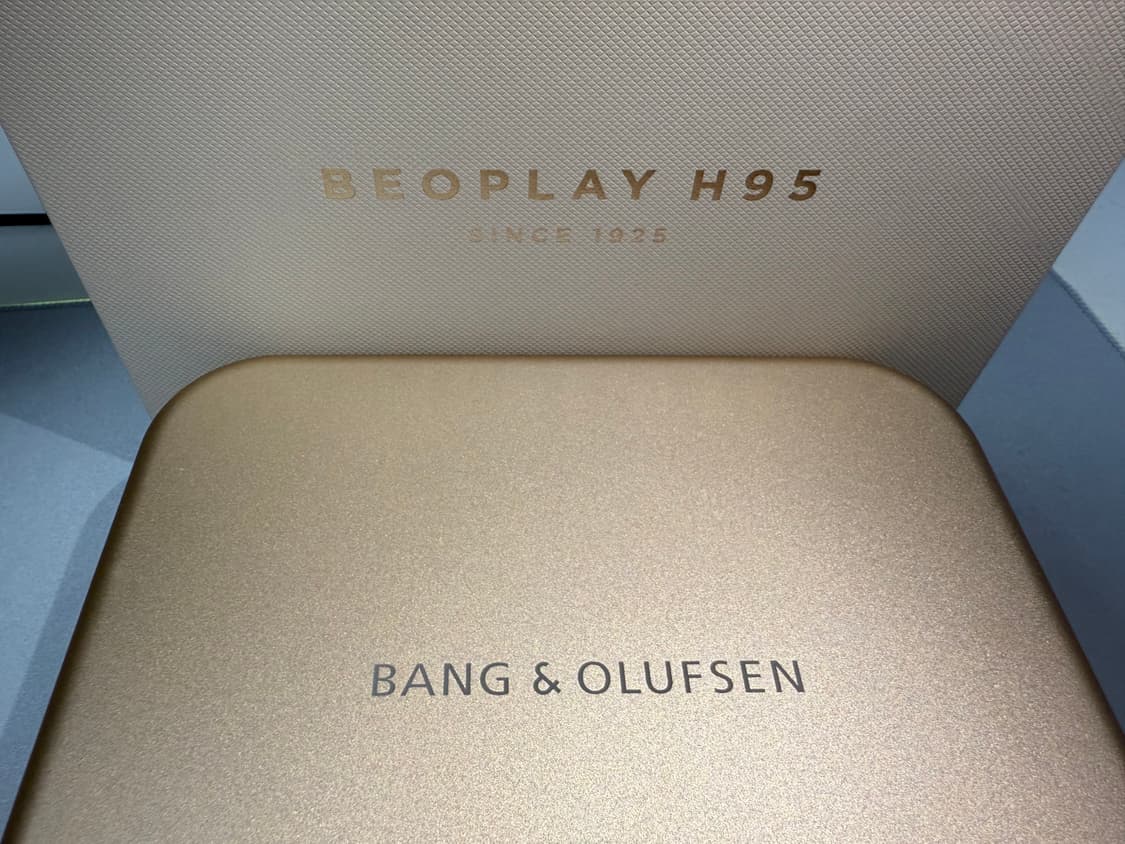 BEOPLAY H95
SINCE 1925
BANG & OLUFSEN